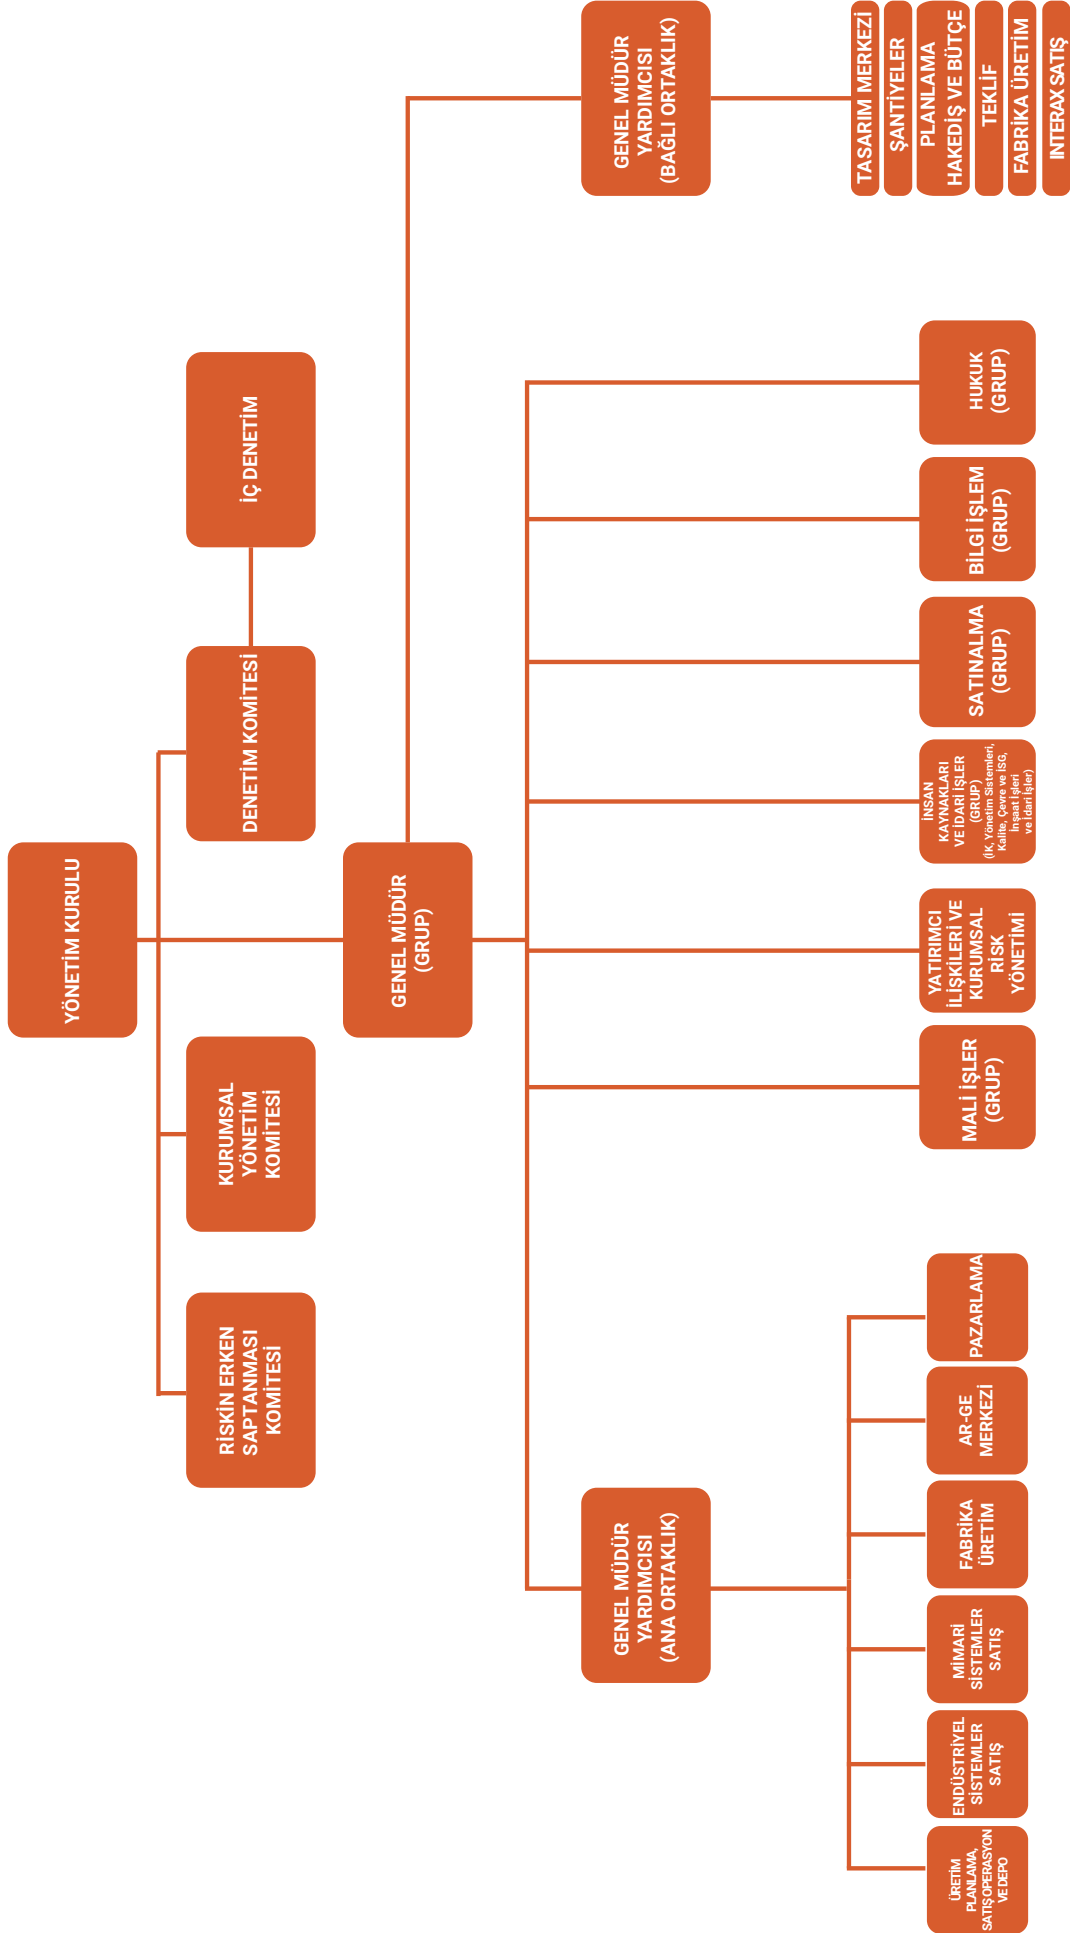 YÖNETİM KURULU
RİSKİN ERKEN
SAPTANMASI
KOMİTESİ
KURUMSAL
YÖNETİM
KOMİTESİ
DENETİM KOMİTESİ
İÇ DENETİM
GENEL MÜDÜR
(GRUP)
GENEL MÜDÜR
YARDIMCISI
(ANA ORTAKLIK)
GENEL MÜDÜR
YARDIMCISI
(BAĞLI ORTAKLIK)
ÜRETİM
PLANLAMA,
SATIŞ OPERASYON
VE DEPO
ENDÜSTRİYEL
SİSTEMLER
SATIŞ
MİMARİ
SİSTEMLER
SATIŞ
FABRİKA
ÜRETİM
AR-GE
MERKEZİ
PAZARLAMA
MALİ İŞLER
(GRUP)
YATIRIMCI
İLİŞKİLERİ VE
KURUMSAL
RİSK
YÖNETİMİ
İNSAN
KAYNAKLARI
VE İDARİ İŞLER
(GRUP)
(İK, Yönetim Sistemleri,
Kalite, Çevre ve İSG,
İnşaat İşleri
ve İdari İşler)
SATINALMA
(GRUP)
BİLGİ İŞLEM
(GRUP)
HUKUK
(GRUP)
TASARIM MERKEZİ
ŞANTİYELER
PLANLAMA
HAKEDİŞ VE BÜTÇE
TEKLİF
FABRİKA ÜRETİM
INTERAX SATIŞ